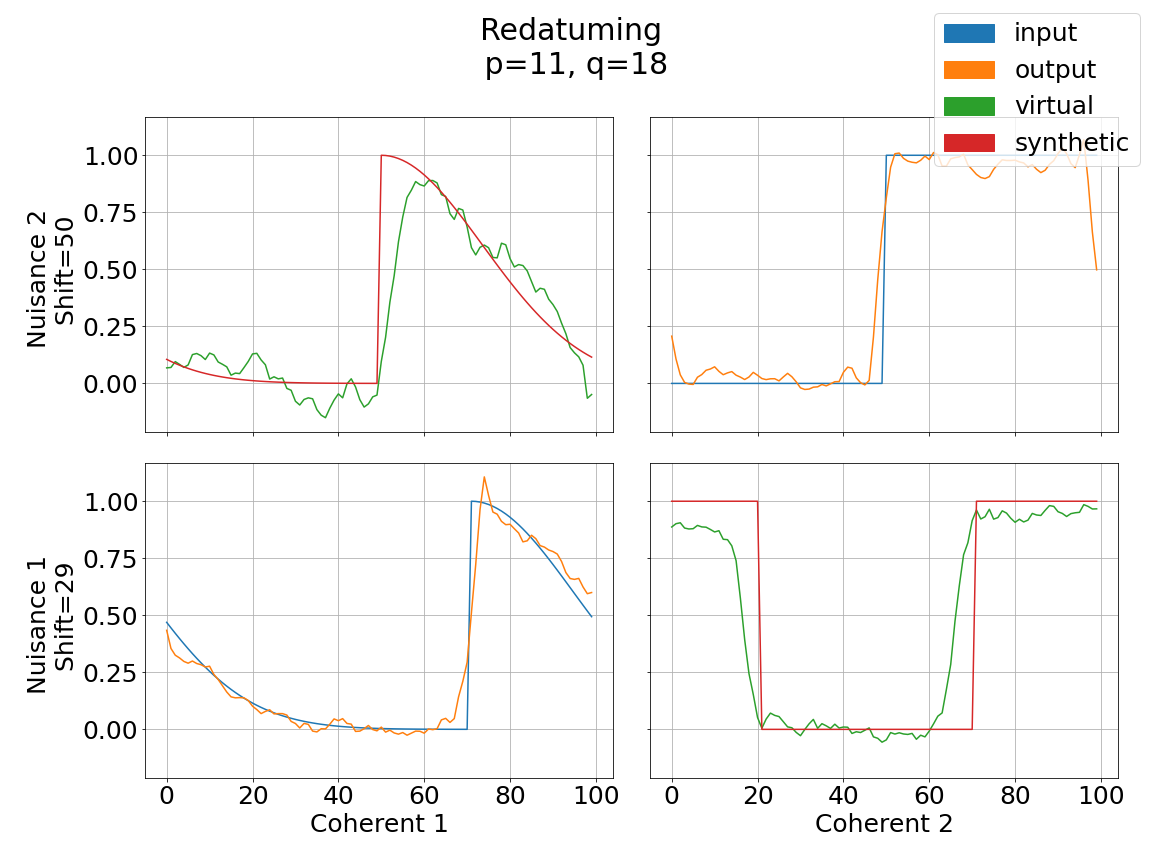 Redatuming
p=11, q=18
input
output
virtual
synthetic
Nuisance 2
Shift=50
1.00
0.75
0.50
0.25
0.00
Nuisance 1
Shift=29
1.00
0.75
0.50
0.25
0.00
0 20 40 60 80 100
0 20 40 60 80 100
Coherent 1
Coherent 2